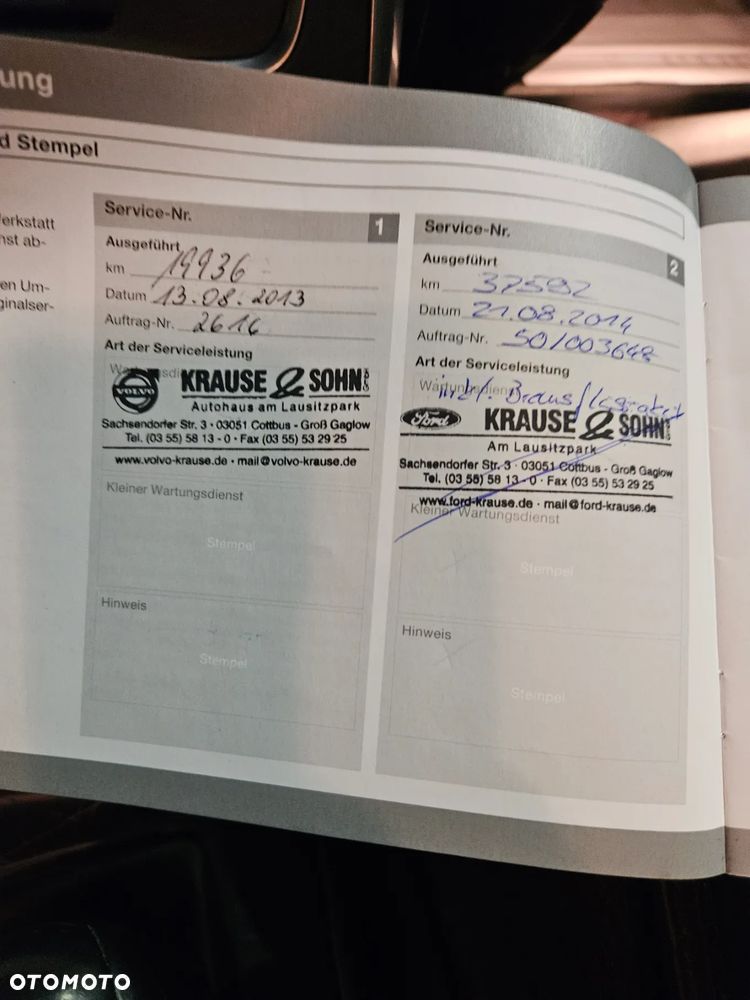 ung
d Stempel
erkstatt
nst ab-
en Um-
ginalser-
Service-Nr. 1
Ausgeführt
km 19936
Datum 13.08.2013
Auftrag-Nr. 2616
Art der Serviceleistung
VOLVO
KRAUSE & SOHN
Autohaus am Lausitzpark
Sachsendorfer Str. 3 · 03051 Cottbus - Groß Gaglow
Tel. (03 55) 58 13 - 0 · Fax (03 55) 53 29 25
www.volvo-krause.de · mail@volvo-krause.de
Kleiner Wartungsdienst
Stempel
Hinweis
Stempel
Service-Nr. 2
Ausgeführt
km 37592
Datum 21.08.2014
Auftrag-Nr. 50/003648
Art der Serviceleistung
Wartungsdienst
Ford
KRAUSE & SOHN
Am Lausitzpark
Sachsendorfer Str. 3 · 03051 Cottbus - Groß Gaglow
Tel. (03 55) 58 13 - 0 · Fax (03 55) 53 29 25
www.ford-krause.de · mail@ford-krause.de
Kleiner Wartungsdienst
Stempel
Hinweis
Stempel
OTOMOTO